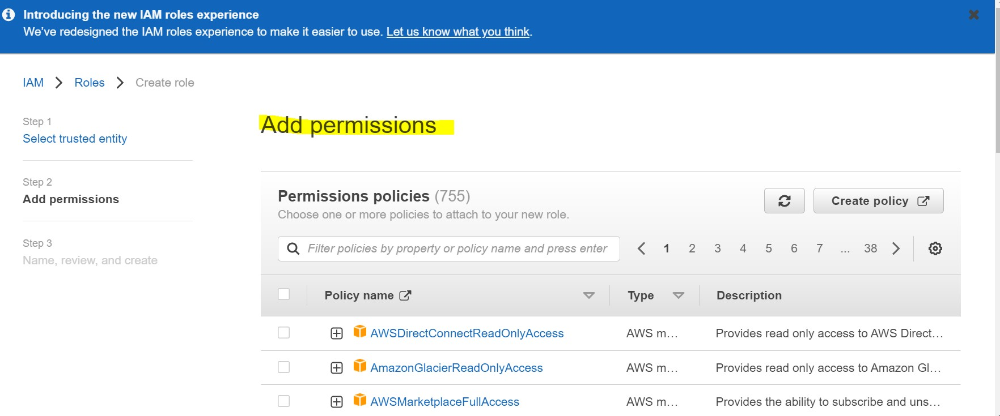 Introducing the new IAM roles experience
We've redesigned the IAM roles experience to make it easier to use. Let us know what you think.
IAM > Roles > Create role
Step 1
Select trusted entity
Step 2
Add permissions
Step 3
Name, review, and create
Add permissions
Permissions policies (755)
Choose one or more policies to attach to your new role.
Create policy
Filter policies by property or policy name and press enter
1 2 3 4 5 6 7 ... 38
Policy name Type Description
AWSDirectConnectReadOnlyAccess AWS m... Provides read only access to AWS Direct...
AmazonGlacierReadOnlyAccess AWS m... Provides read only access to Amazon Gl...
AWSMarketplaceFullAccess AWS m... Provides the ability to subscribe and uns...